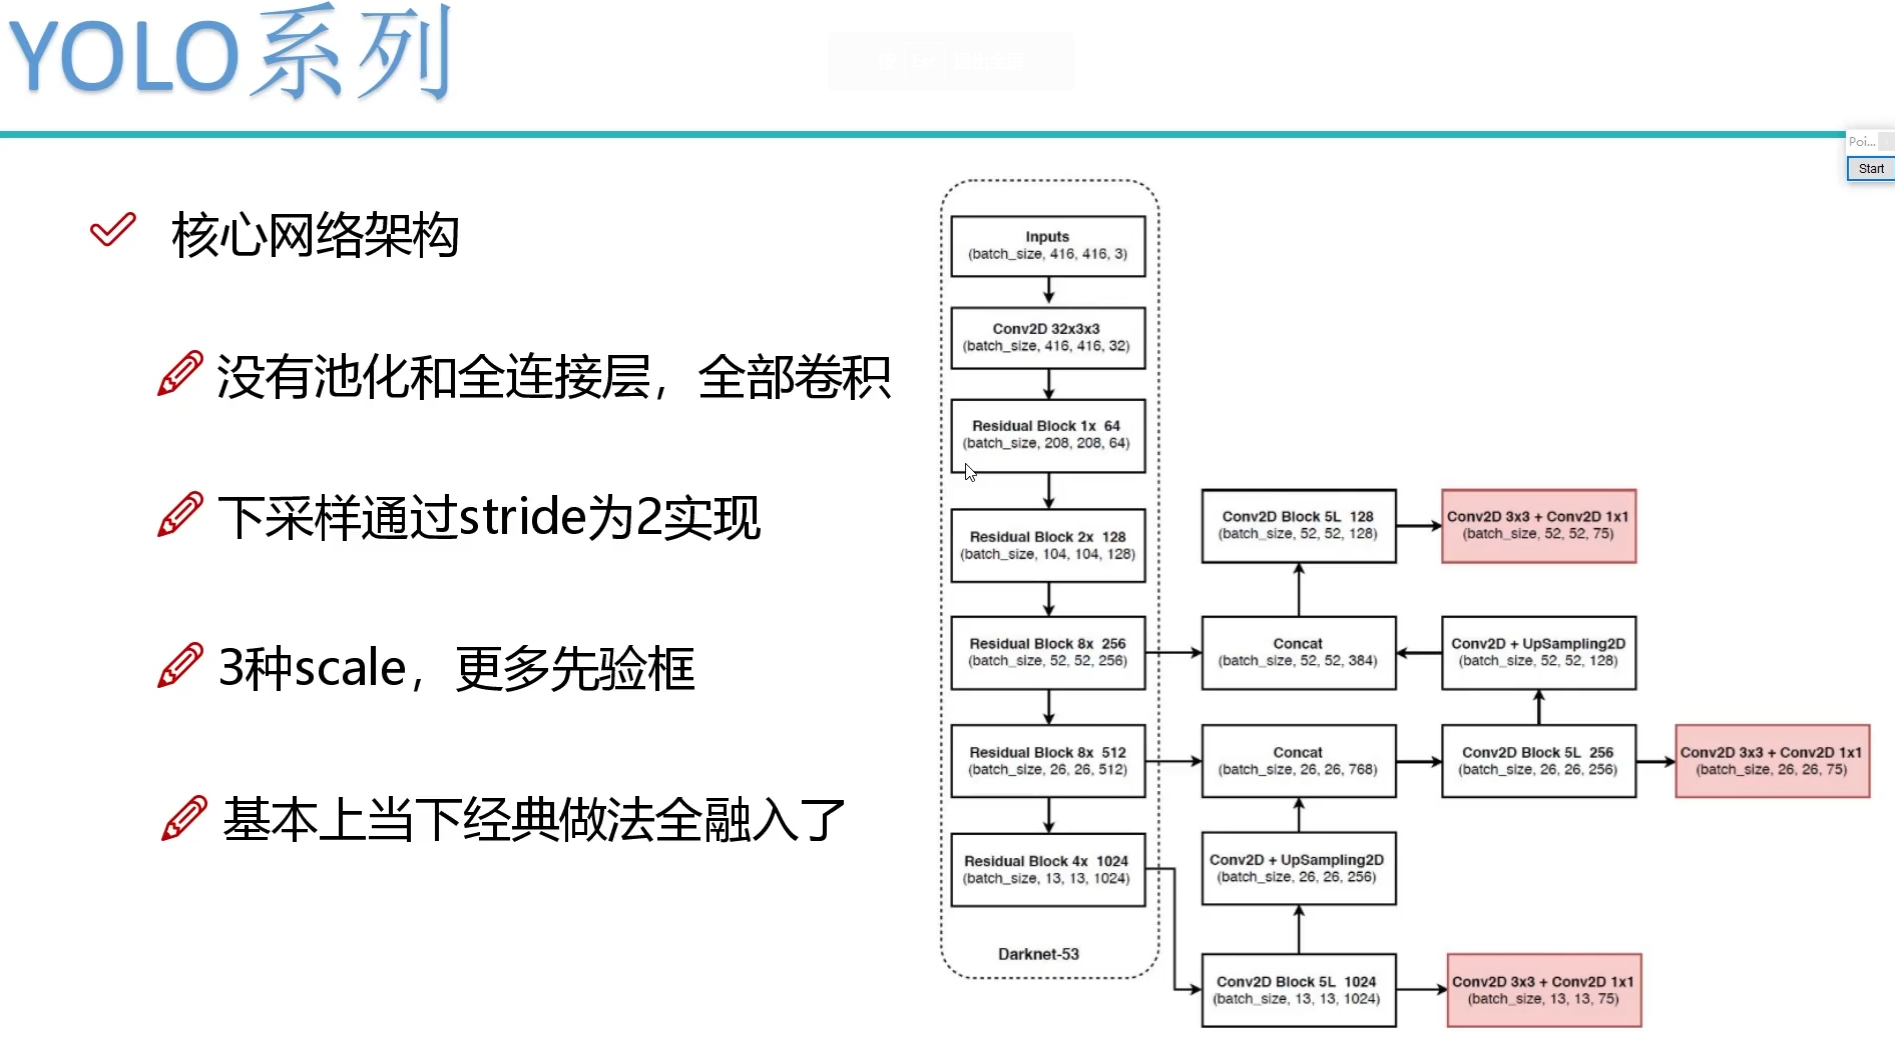 YOLO系列
Poi...
Start
核心网络架构
没有池化和全连接层，全部卷积
下采样通过stride为2实现
3种scale，更多先验框
基本上当下经典做法全融入了
Inputs
(batch_size, 416, 416, 3)
Conv2D 32x3x3
(batch_size, 416, 416, 32)
Residual Block 1x 64
(batch_size, 208, 208, 64)
Residual Block 2x 128
(batch_size, 104, 104, 128)
Residual Block 8x 256
(batch_size, 52, 52, 256)
Residual Block 8x 512
(batch_size, 26, 26, 512)
Residual Block 4x 1024
(batch_size, 13, 13, 1024)
Darknet-53
Conv2D Block 5L 128
(batch_size, 52, 52, 128)
Conv2D 3x3 + Conv2D 1x1
(batch_size, 52, 52, 75)
Concat
(batch_size, 52, 52, 384)
Conv2D + UpSampling2D
(batch_size, 52, 52, 128)
Concat
(batch_size, 26, 26, 768)
Conv2D Block 5L 256
(batch_size, 26, 26, 256)
Conv2D 3x3 + Conv2D 1x1
(batch_size, 26, 26, 75)
Conv2D + UpSampling2D
(batch_size, 26, 26, 256)
Conv2D Block 5L 1024
(batch_size, 13, 13, 1024)
Conv2D 3x3 + Conv2D 1x1
(batch_size, 13, 13, 75)